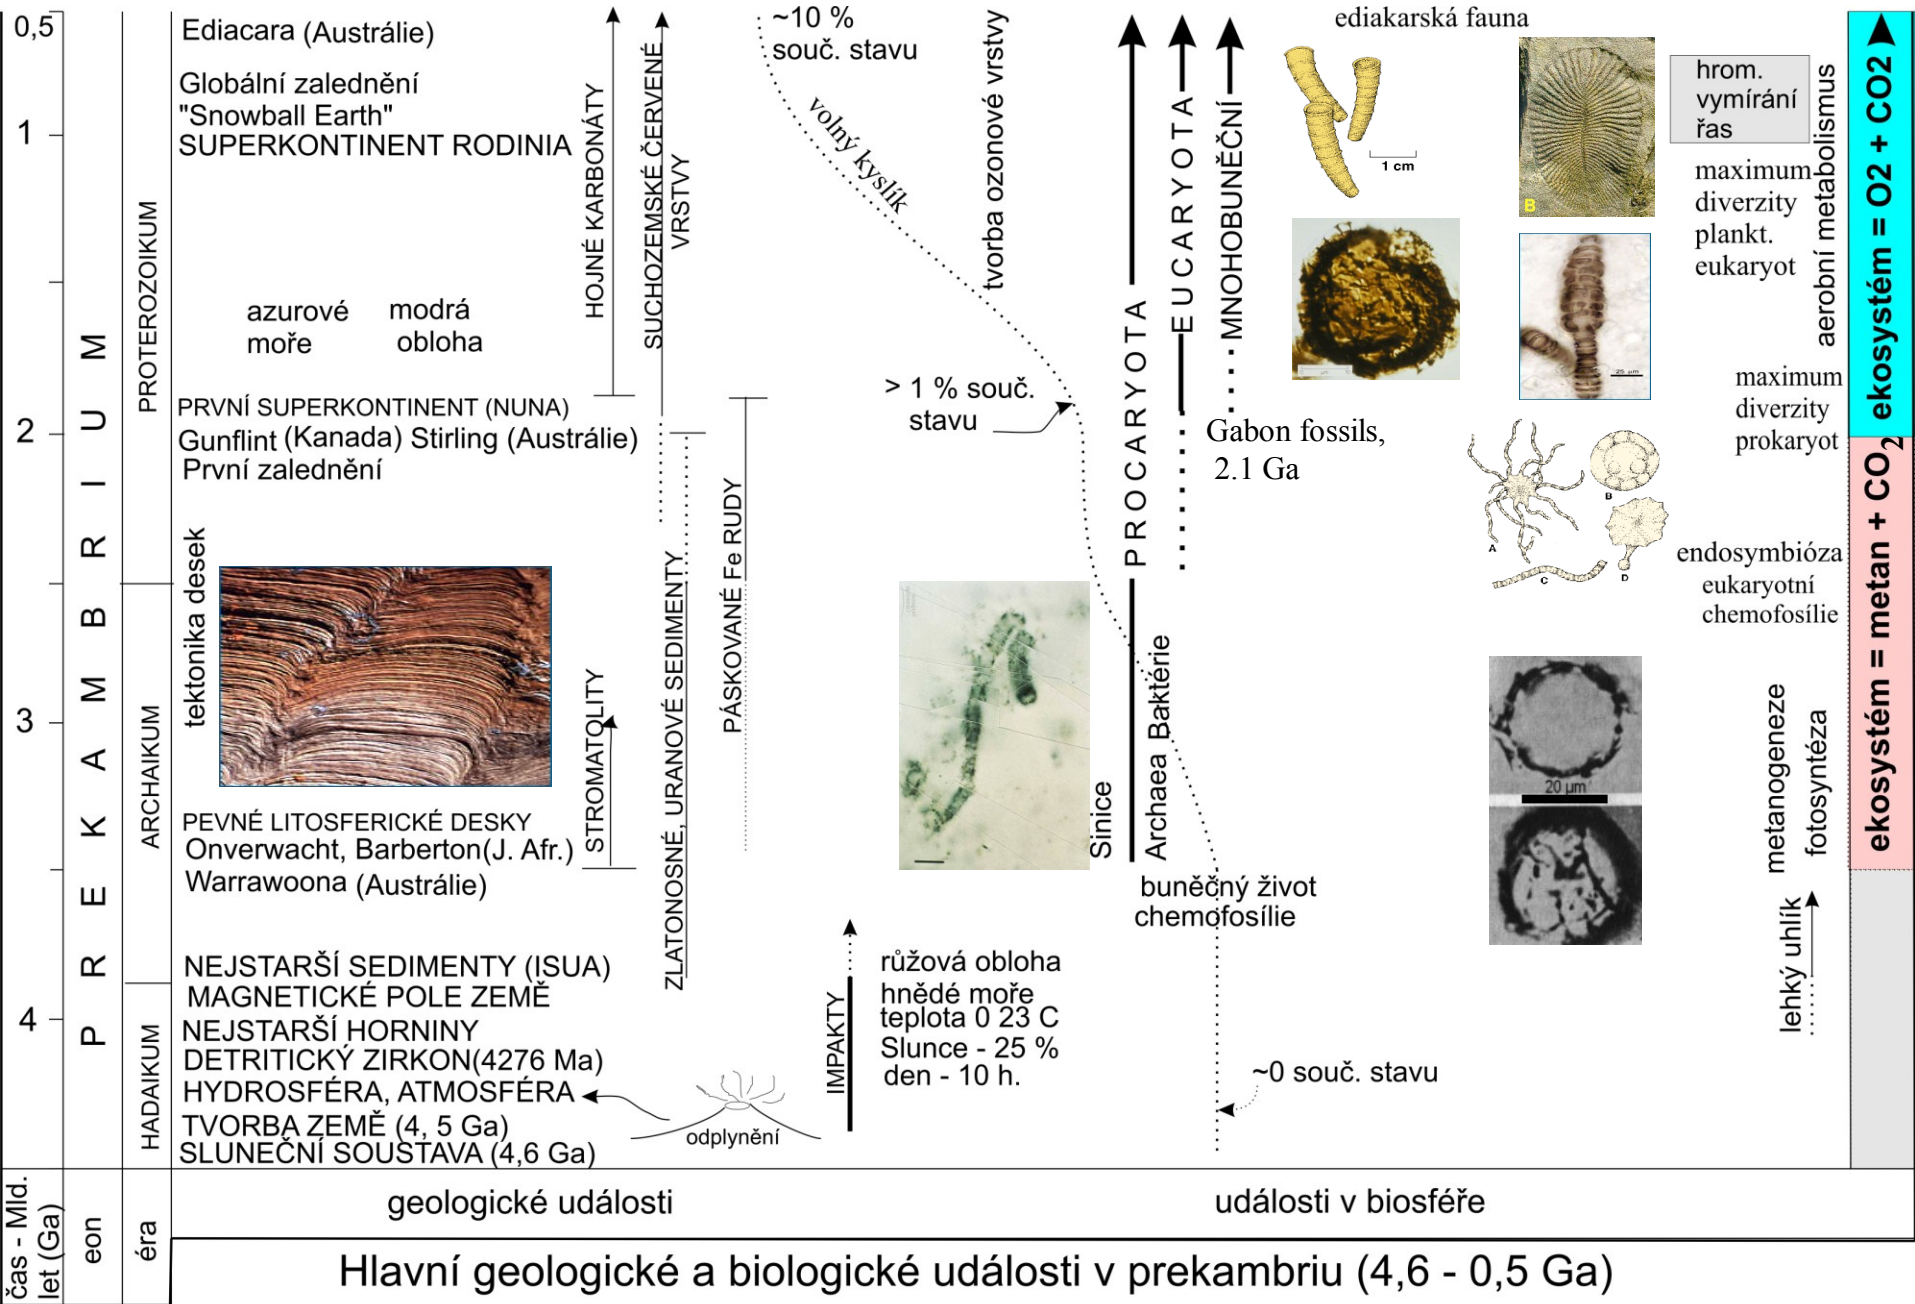 0,5
1
2
3
4
PREKAMBRIUM
PROTEROZOIKUM
ARCHAIKUM
HADAIKUM
Ediacara (Austrálie)
Globální zalednění
"Snowball Earth"
SUPERKONTINENT RODINIA
azurové
moře
modrá
obloha
PRVNÍ SUPERKONTINENT (NUNA)
Gunflint (Kanada) Stirling (Austrálie)
První zalednění
tektonika desek
PEVNÉ LITOSFERICKÉ DESKY
Onverwacht, Barberton(J. Afr.)
Warrawoona (Austrálie)
NEJSTARŠÍ SEDIMENTY (ISUA)
MAGNETICKÉ POLE ZEMĚ
NEJSTARŠÍ HORNINY
DETRITICKÝ ZIRKON(4276 Ma)
HYDROSFÉRA, ATMOSFÉRA
TVORBA ZEMĚ (4, 5 Ga)
SLUNEČNÍ SOUSTAVA (4,6 Ga)
odplynění
HOJNÉ KARBONÁTY
SUCHOZEMSKÉ ČERVENÉ
VRSTVY
STROMATOLITY
ZLATONOSNÉ, URANOVÉ SEDIMENTY
PÁSKOVANÉ Fe RUDY
IMPAKTY
růžová obloha
hnědé moře
teplota 0 23 C
Slunce - 25 %
den - 10 h.
~10 %
souč. stavu
volný kyslík
tvorba ozonové vrstvy
> 1 % souč.
stavu
~0 souč. stavu
Sinice
Archaea Baktérie
buněčný život
chemofosílie
PROCARYOTA
EUCARYOTA
MNOHOBUNĚČNÍ
Gabon fossils,
2.1 Ga
ediakarská fauna
1 cm
B
25 µm
A
B
C
D
20 µm
hrom.
vymírání
řas
maximum
diverzity
plankt.
eukaryot
aerobní metabolismus
maximum
diverzity
prokaryot
endosymbióza
eukaryotní
chemofosílie
metanogeneze
fotosyntéza
lehký uhlík
ekosystém = O2 + CO2
ekosystém = metan + CO2
čas - Mld.
let (Ga)
eon
éra
geologické události
události v biosféře
Hlavní geologické a biologické události v prekambriu (4,6 - 0,5 Ga)